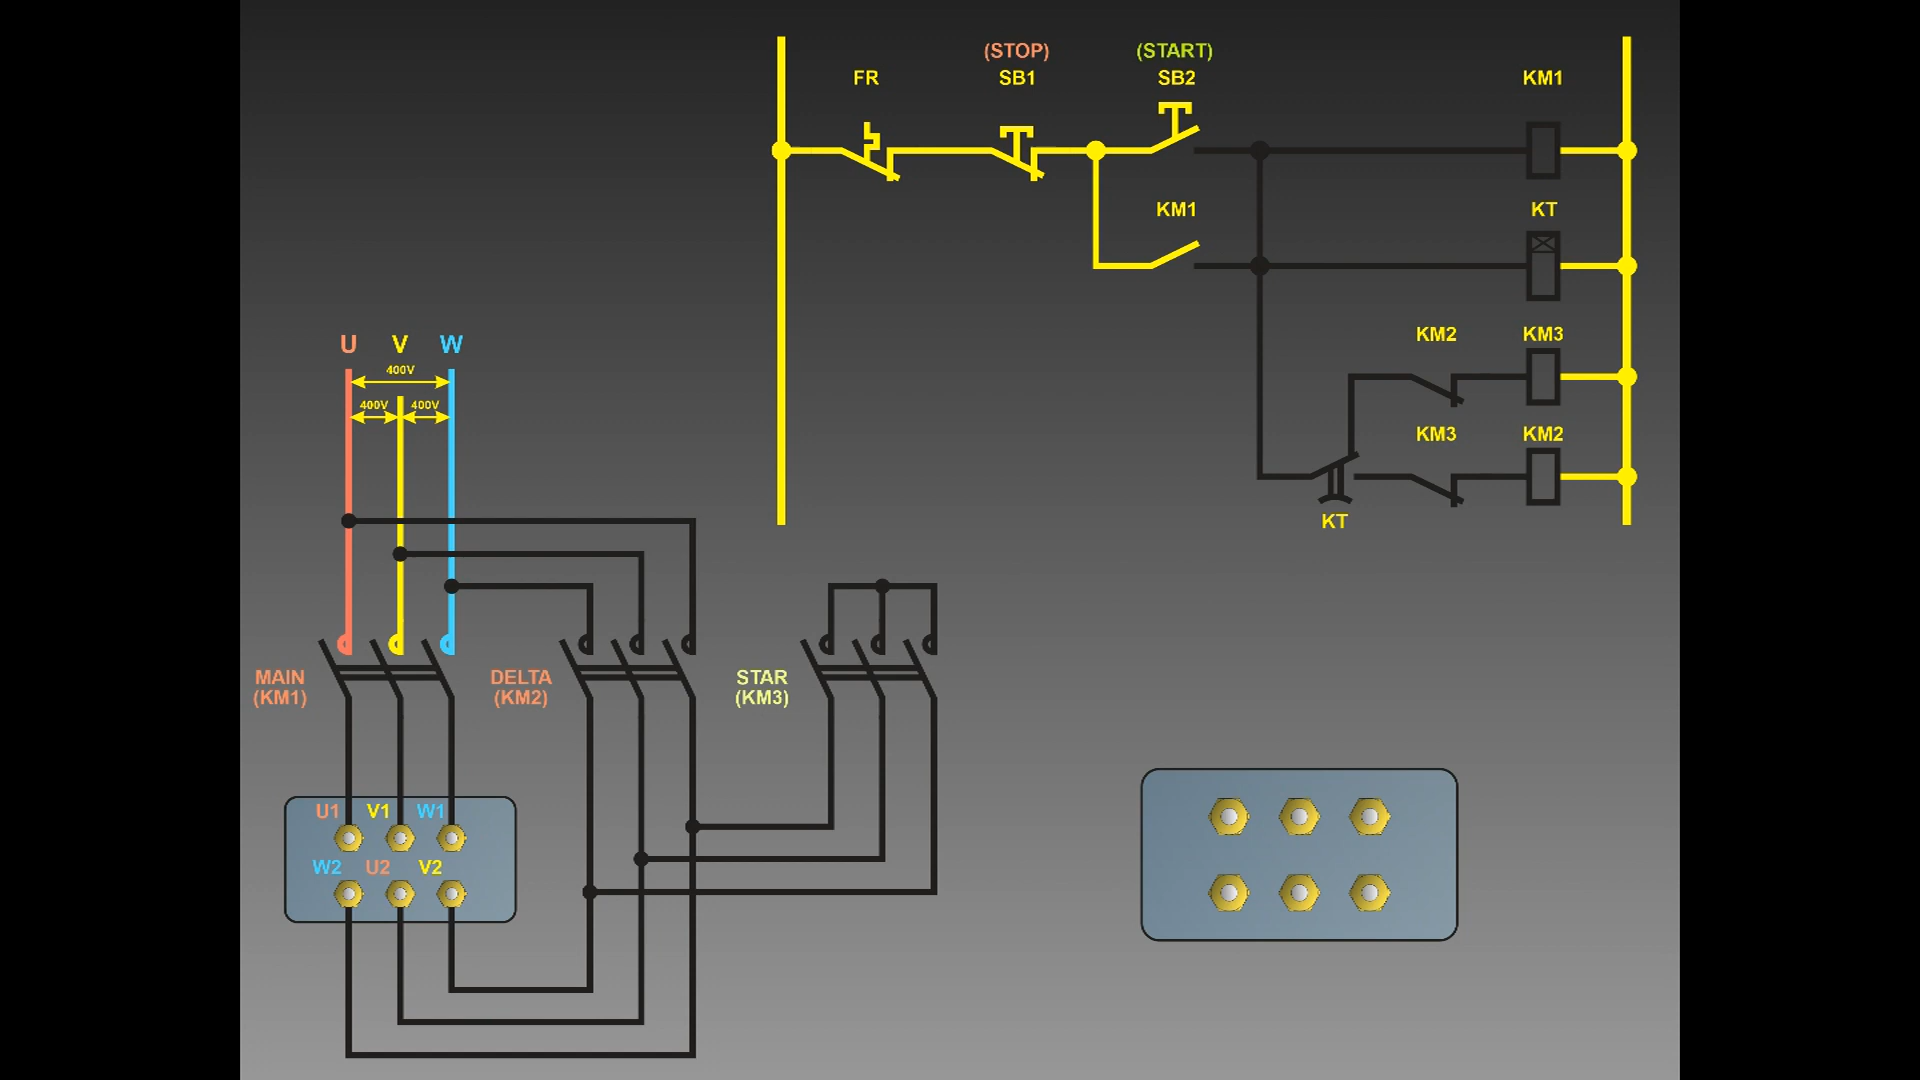 (STOP)
(START)
FR
SB1
SB2
KM1
KM1
KT
KM2
KM3
KM3
KM2
KT
U
V
W
400V
400V
400V
MAIN
(KM1)
DELTA
(KM2)
STAR
(KM3)
U1
V1
W1
W2
U2
V2